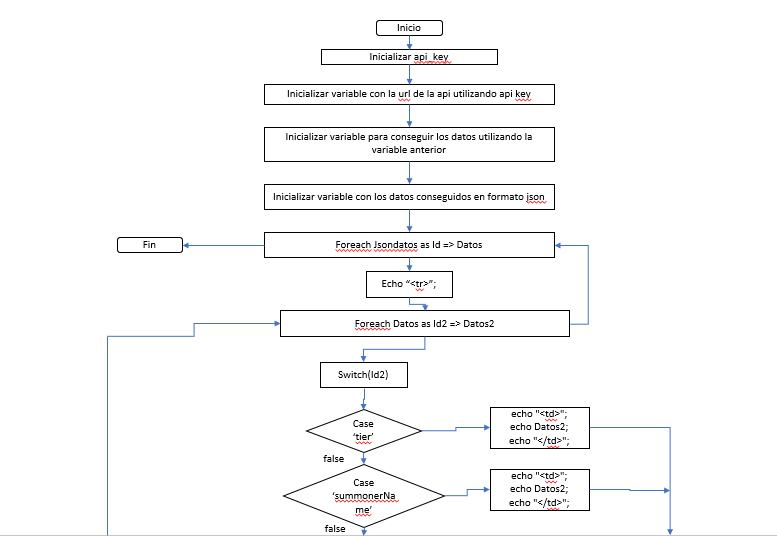 Inicio
Inicializar api_key
Inicializar variable con la url de la api utilizando api key
Inicializar variable para conseguir los datos utilizando la
variable anterior
Inicializar variable con los datos conseguidos en formato json
Fin
Foreach Jsondatos as Id => Datos
Echo “<tr>”;
Foreach Datos as Id2 => Datos2
Switch(Id2)
Case
‘tier’
echo "<td>";
echo Datos2;
echo "</td>";
false
Case
‘summonerNa
me’
echo "<td>";
echo Datos2;
echo "</td>";
false